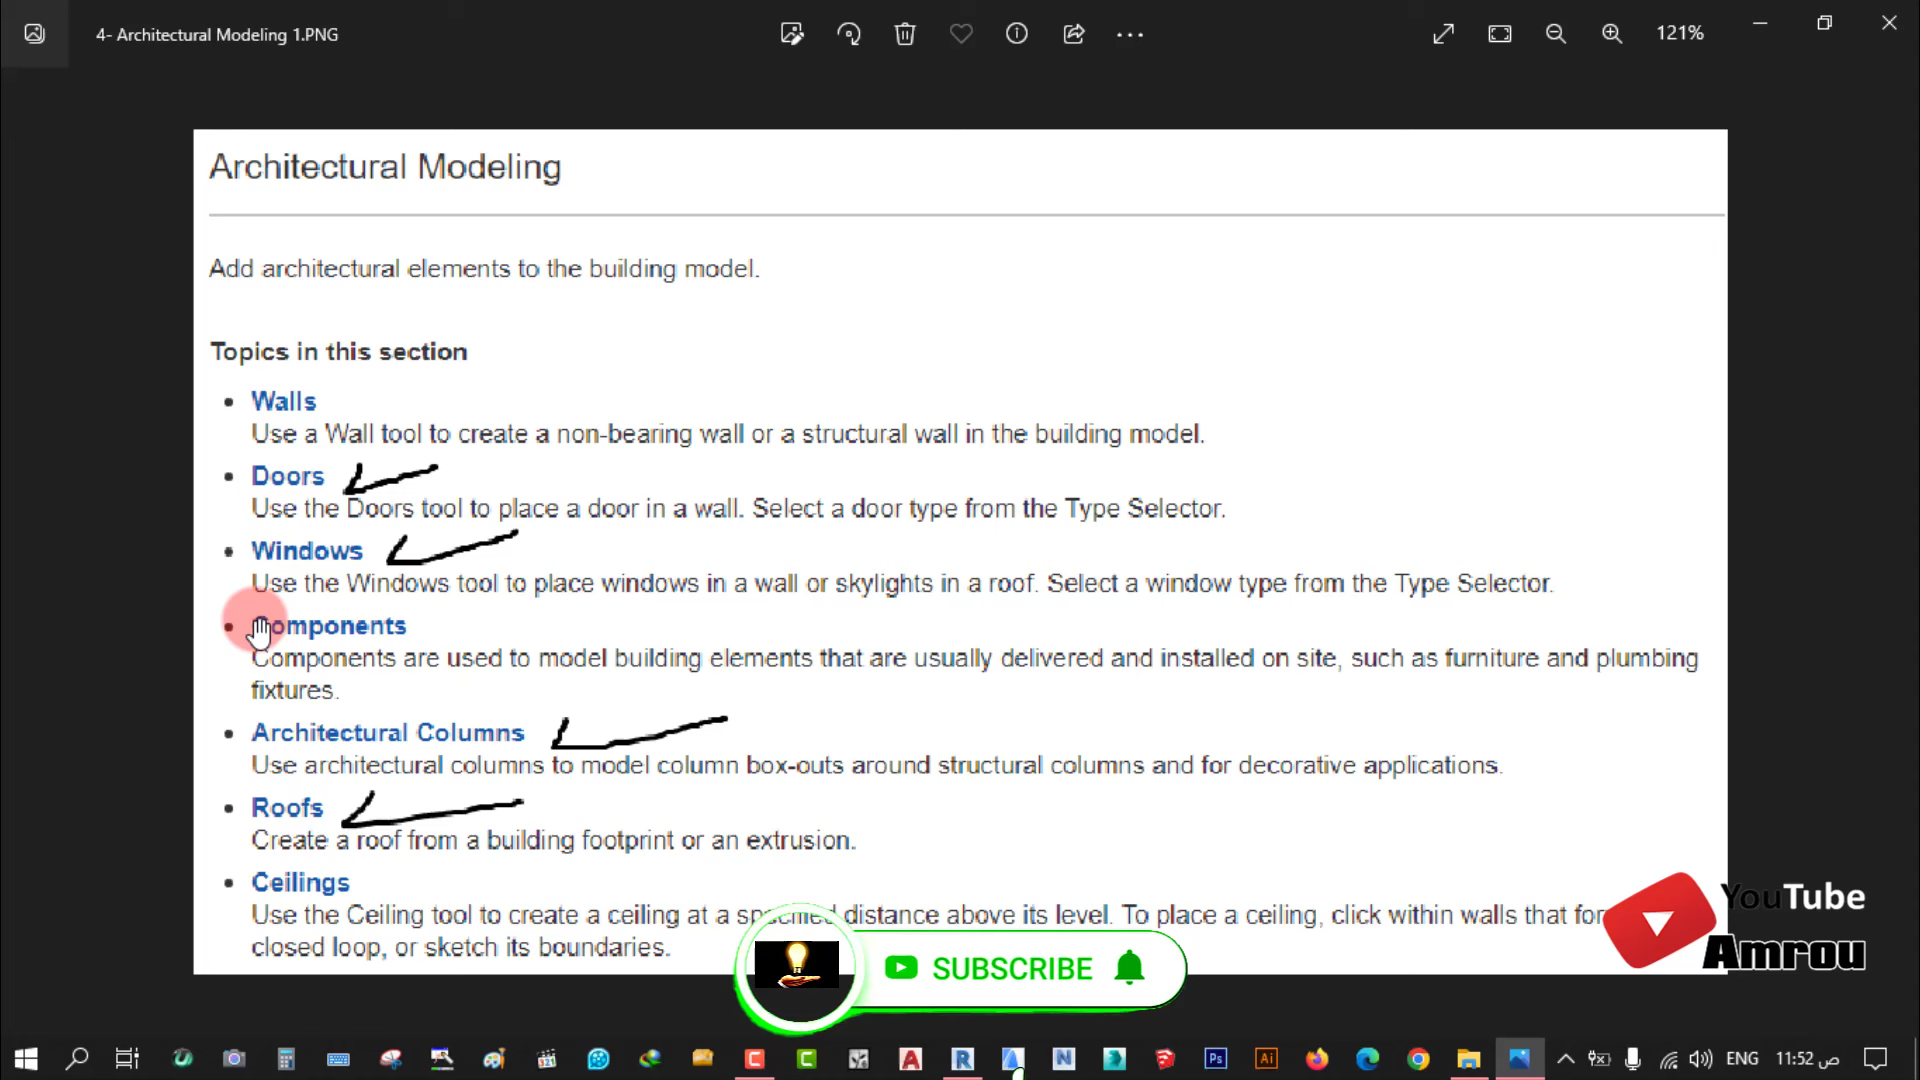 4- Architectural Modeling 1.PNG
121%
Architectural Modeling
Add architectural elements to the building model.
Topics in this section
• Walls
Use a Wall tool to create a non-bearing wall or a structural wall in the building model.
• Doors
Use the Doors tool to place a door in a wall. Select a door type from the Type Selector.
• Windows
Use the Windows tool to place windows in a wall or skylights in a roof. Select a window type from the Type Selector.
• Components
Components are used to model building elements that are usually delivered and installed on site, such as furniture and plumbing
fixtures.
• Architectural Columns
Use architectural columns to model column box-outs around structural columns and for decorative applications.
• Roofs
Create a roof from a building footprint or an extrusion.
• Ceilings
Use the Ceiling tool to create a ceiling at a specified distance above its level. To place a ceiling, click within walls that for
closed loop, or sketch its boundaries.
YouTube
Amrou
SUBSCRIBE
ENG
11:52 ص